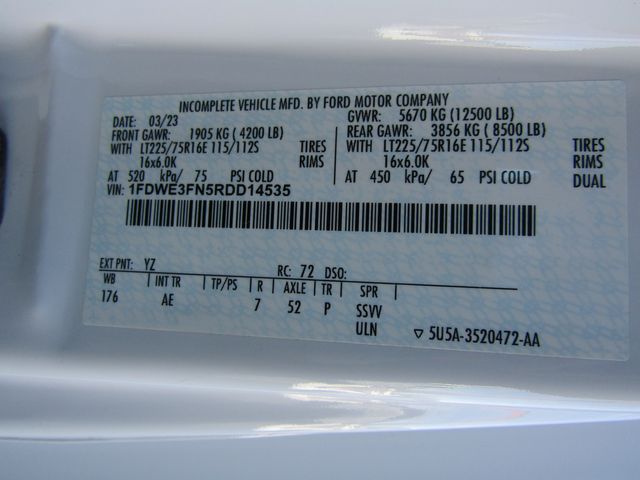 INCOMPLETE VEHICLE MFD. BY FORD MOTOR COMPANY
DATE: 03/23 GVWR: 5670 KG (12500 LB)
FRONT GAWR: 1905 KG (4200 LB) REAR GAWR: 3856 KG (8500 LB)
WITH LT225/75R16E 115/112S TIRES WITH LT225/75R16E 115/112S TIRES
16x6.0K RIMS 16x6.0K RIMS
AT 520 kPa/ 75 PSI COLD AT 450 kPa/ 65 PSI COLD DUAL
VIN: 1FDWE3FN5RDD14535
EXT PNT: YZ RC: 72 DSO:
WB INT TR TP/PS R AXLE TR SPR
176 AE 7 52 P SSVV
ULN 5U5A-3520472-AA